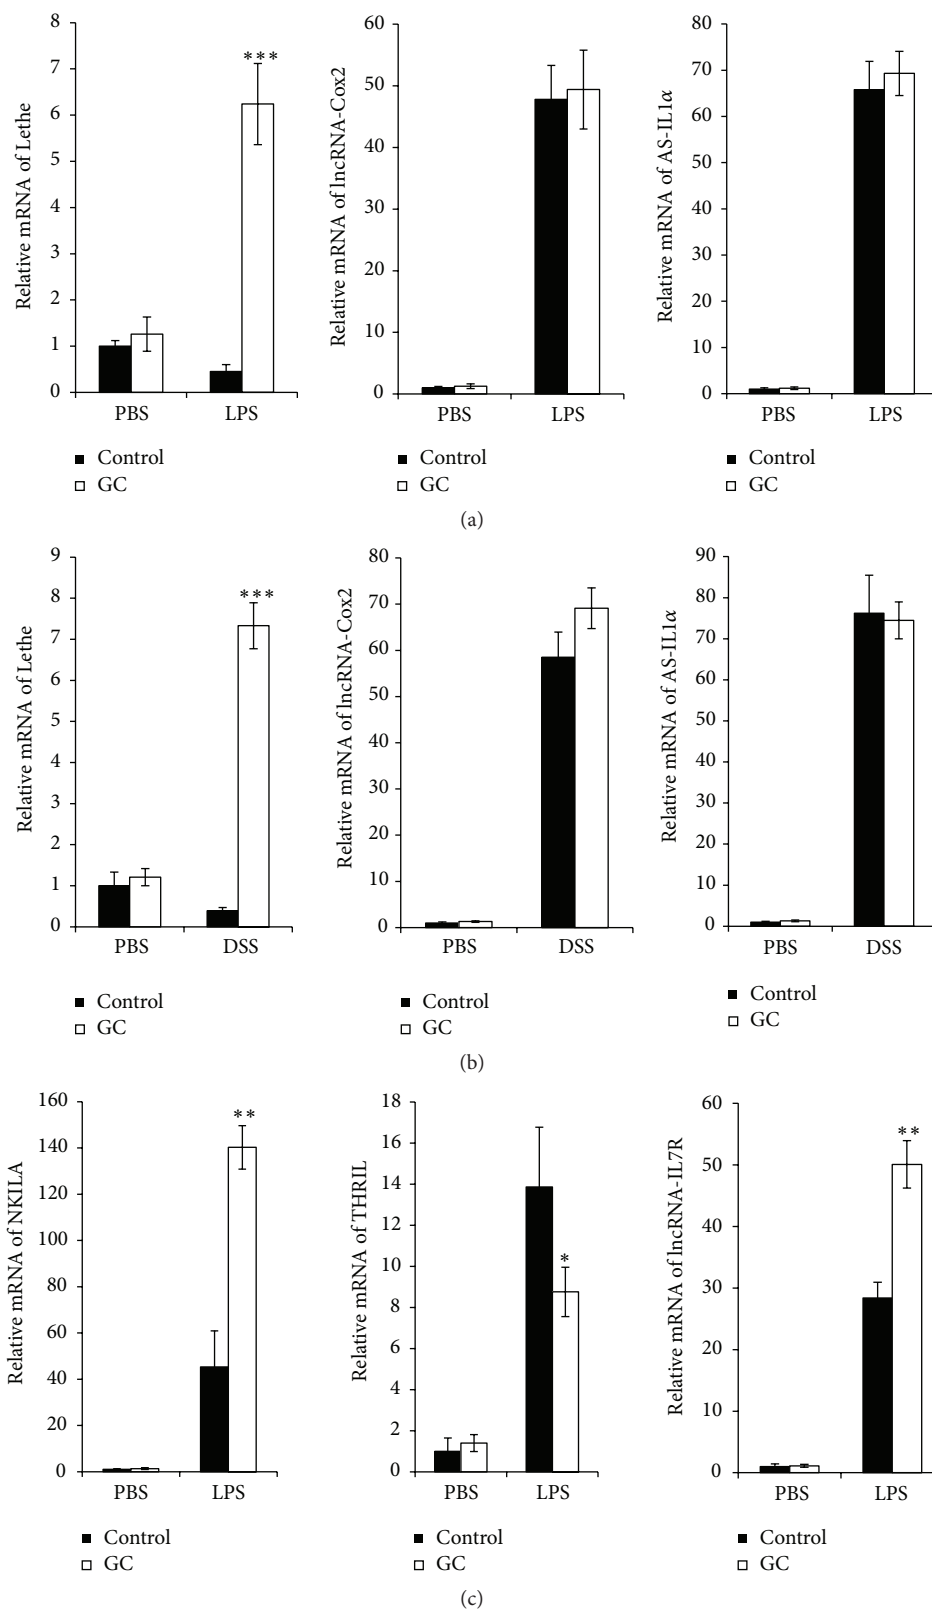 Relative mRNA of Lethe
8
7
6
5
4
3
2
1
0
***
PBS LPS
■ Control
□ GC
Relative mRNA of lncRNA-Cox2
60
50
40
30
20
10
0
PBS LPS
■ Control
□ GC
Relative mRNA of AS-IL1α
80
70
60
50
40
30
20
10
0
PBS LPS
■ Control
□ GC
(a)
Relative mRNA of Lethe
9
8
7
6
5
4
3
2
1
0
***
PBS DSS
■ Control
□ GC
Relative mRNA of lncRNA-Cox2
80
70
60
50
40
30
20
10
0
PBS DSS
■ Control
□ GC
Relative mRNA of AS-IL1α
90
80
70
60
50
40
30
20
10
0
PBS DSS
■ Control
□ GC
(b)
Relative mRNA of NKILA
160
140
120
100
80
60
40
20
0
**
PBS LPS
■ Control
□ GC
Relative mRNA of THRIL
18
16
14
12
10
8
6
4
2
0
*
PBS LPS
■ Control
□ GC
Relative mRNA of lncRNA-IL7R
60
50
40
30
20
10
0
**
PBS LPS
■ Control
□ GC
(c)